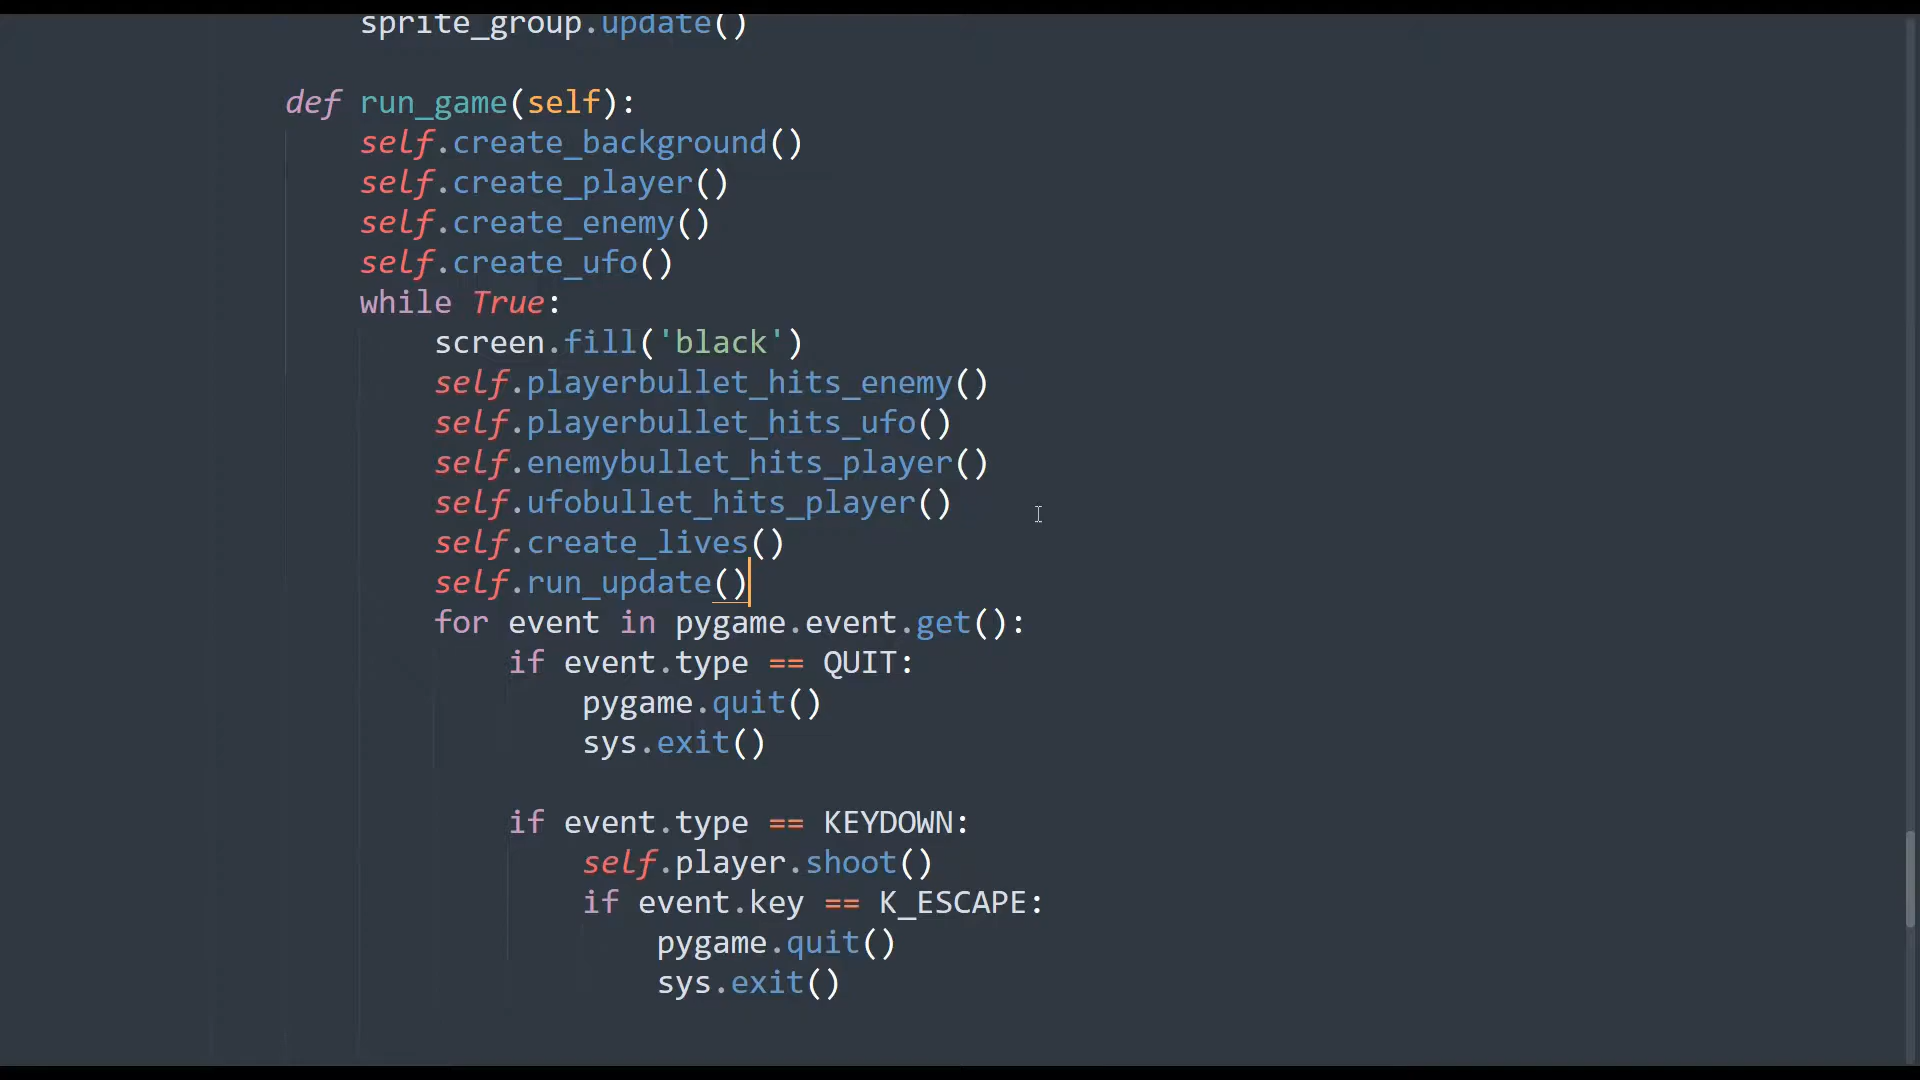 sprite_group.update()
def run_game(self):
self.create_background()
self.create_player()
self.create_enemy()
self.create_ufo()
while True:
screen.fill('black')
self.playerbullet_hits_enemy()
self.playerbullet_hits_ufo()
self.enemybullet_hits_player()
self.ufobullet_hits_player()
self.create_lives()
self.run_update()
for event in pygame.event.get():
if event.type == QUIT:
pygame.quit()
sys.exit()
if event.type == KEYDOWN:
self.player.shoot()
if event.key == K_ESCAPE:
pygame.quit()
sys.exit()